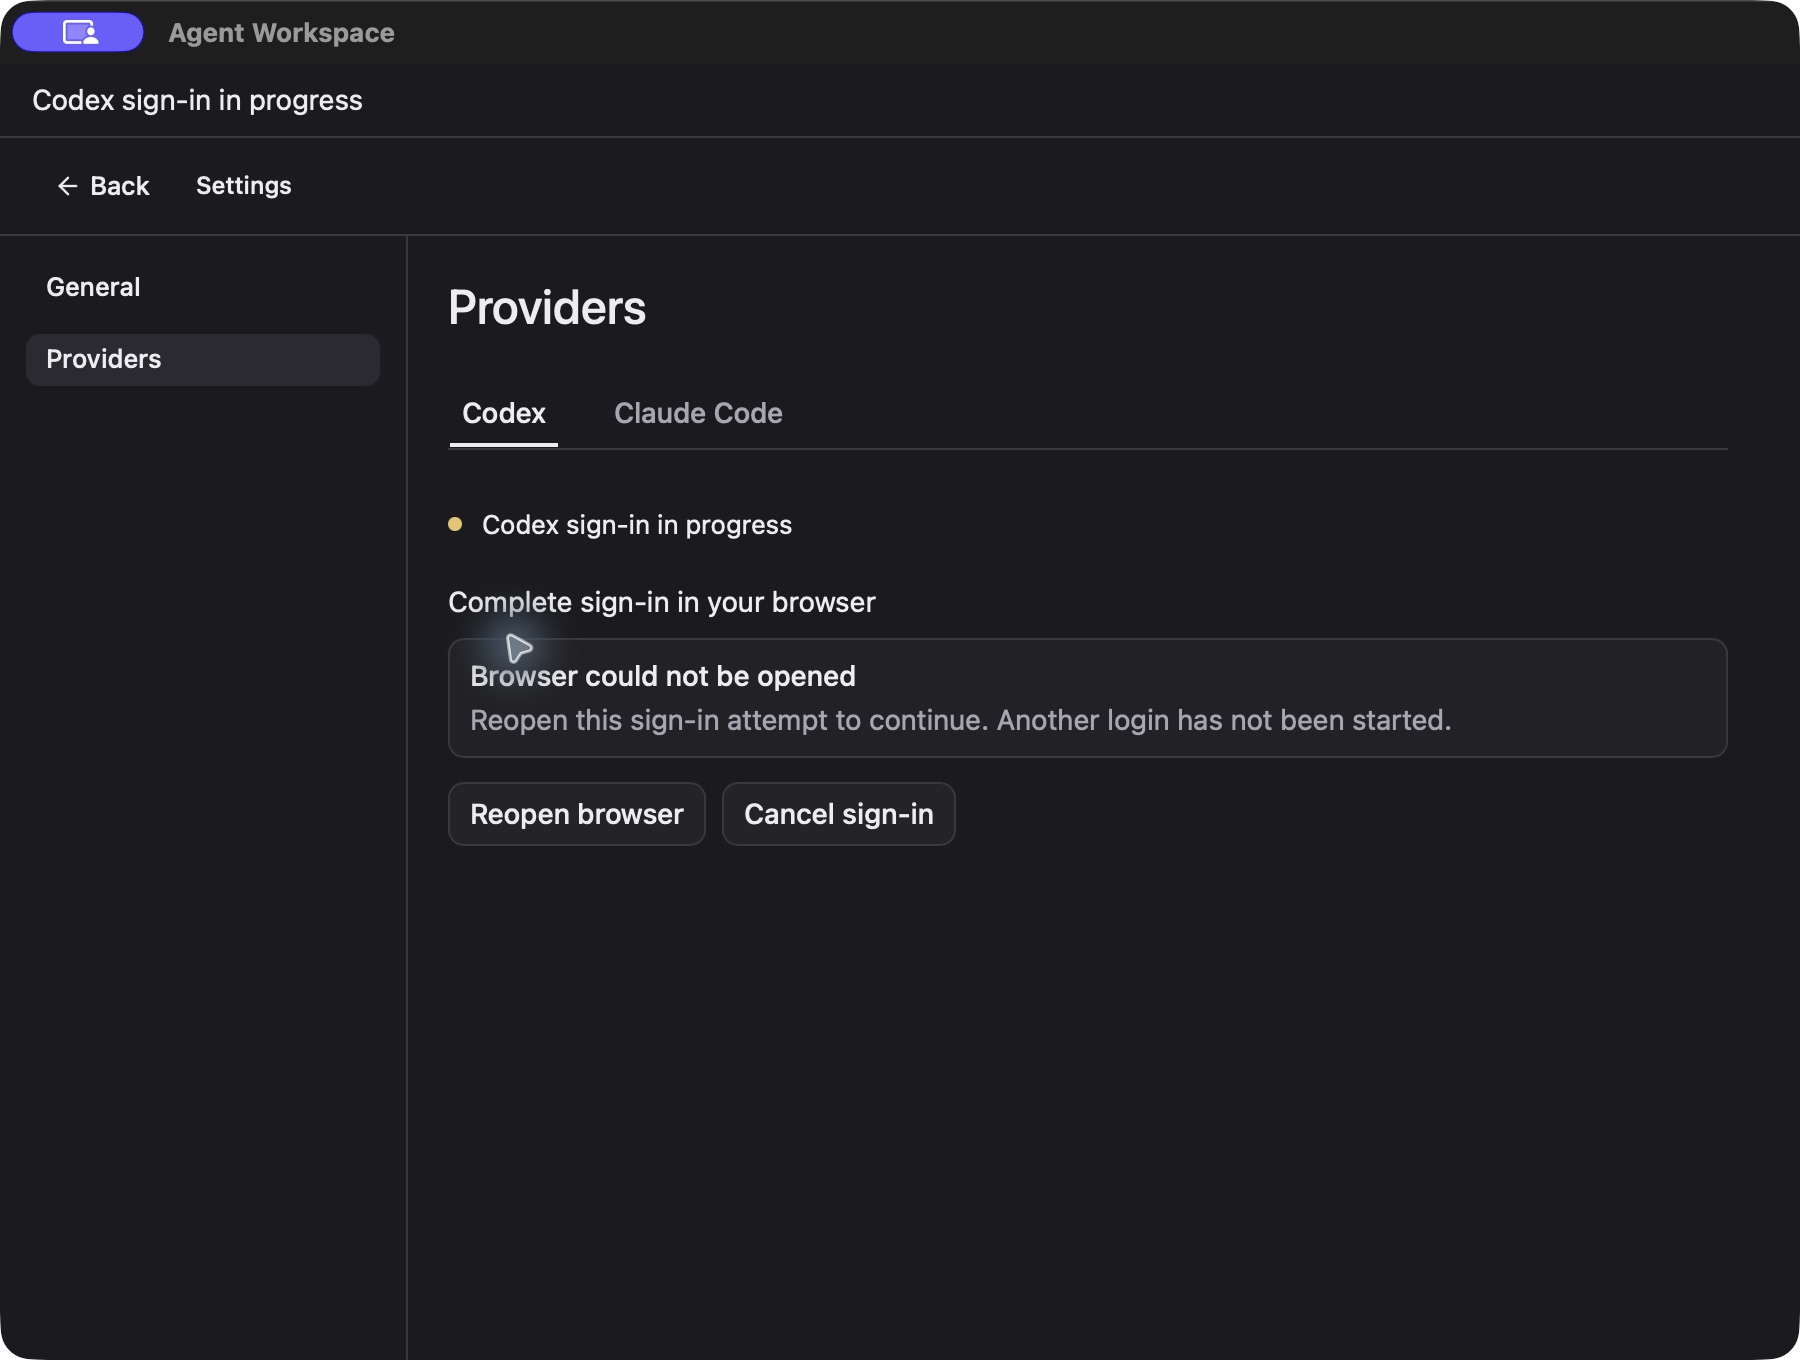 Agent Workspace
Codex sign-in in progress
← Back
Settings
General
Providers
Providers
Codex
Claude Code
Codex sign-in in progress
Complete sign-in in your browser
Browser could not be opened
Reopen this sign-in attempt to continue. Another login has not been started.
Reopen browser
Cancel sign-in